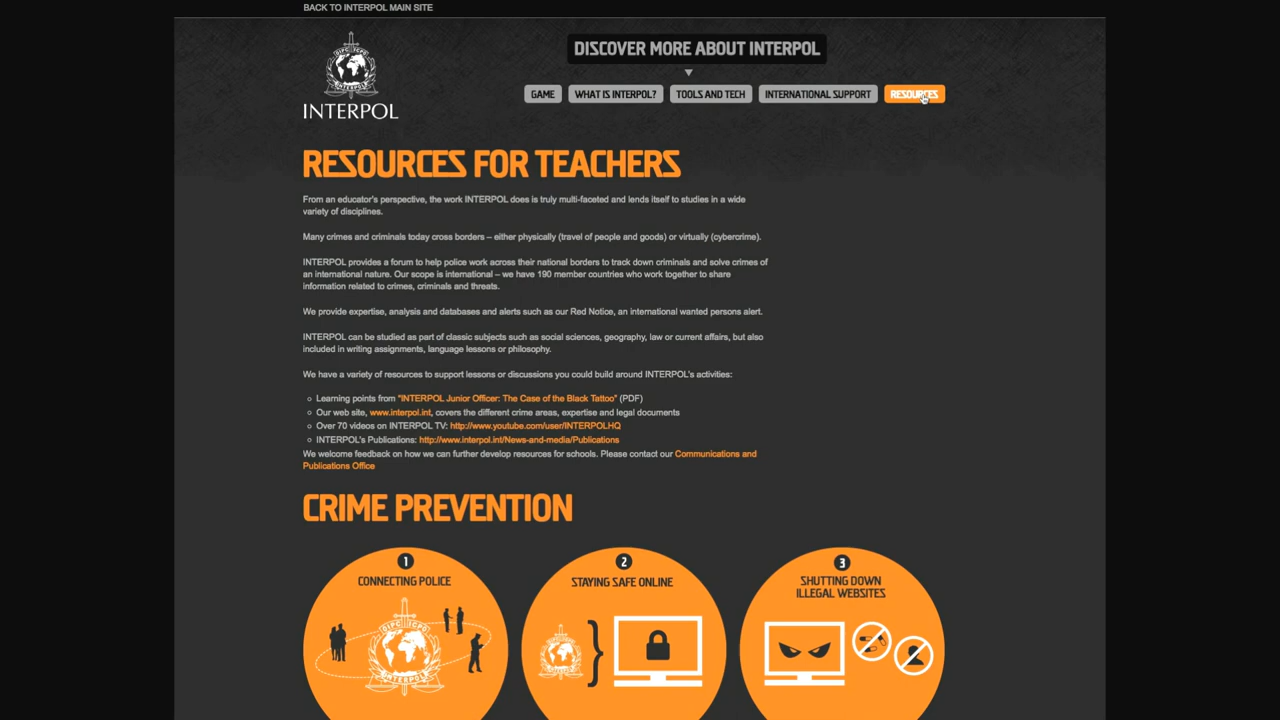 BACK TO INTERPOL MAIN SITE
DISCOVER MORE ABOUT INTERPOL
INTERPOL
GAME
WHAT IS INTERPOL?
TOOLS AND TECH
INTERNATIONAL SUPPORT
RESOURCES
RESOURCES FOR TEACHERS
From an educator's perspective, the work INTERPOL does is truly multi-faceted and lends itself to studies in a wide
variety of disciplines.
Many crimes and criminals today cross borders – either physically (travel of people and goods) or virtually (cybercrime).
INTERPOL provides a forum to help police work across their national borders to track down criminals and solve crimes of
an international nature. Our scope is international – we have 190 member countries who work together to share
information related to crimes, criminals and threats.
We provide expertise, analysis and databases and alerts such as our Red Notice, an international wanted persons alert.
INTERPOL can be studied as part of classic subjects such as social sciences, geography, law or current affairs, but also
included in writing assignments, language lessons or philosophy.
We have a variety of resources to support lessons or discussions you could build around INTERPOL's activities:
Learning points from "INTERPOL Junior Officer: The Case of the Black Tattoo" (PDF)
Our web site, www.interpol.int, covers the different crime areas, expertise and legal documents
Over 70 videos on INTERPOL TV: http://www.youtube.com/user/INTERPOLHQ
INTERPOL's Publications: http://www.interpol.int/News-and-media/Publications
We welcome feedback on how we can further develop resources for schools. Please contact our Communications and
Publications Office
CRIME PREVENTION
1
CONNECTING POLICE
OIPC ICPO
INTERPOL
2
STAYING SAFE ONLINE
3
SHUTTING DOWN
ILLEGAL WEBSITES